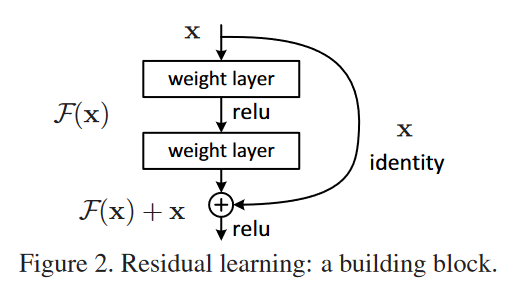 x
weight layer
relu
F(x)
weight layer
x
identity
F(x) + x
+
relu
Figure 2. Residual learning: a building block.